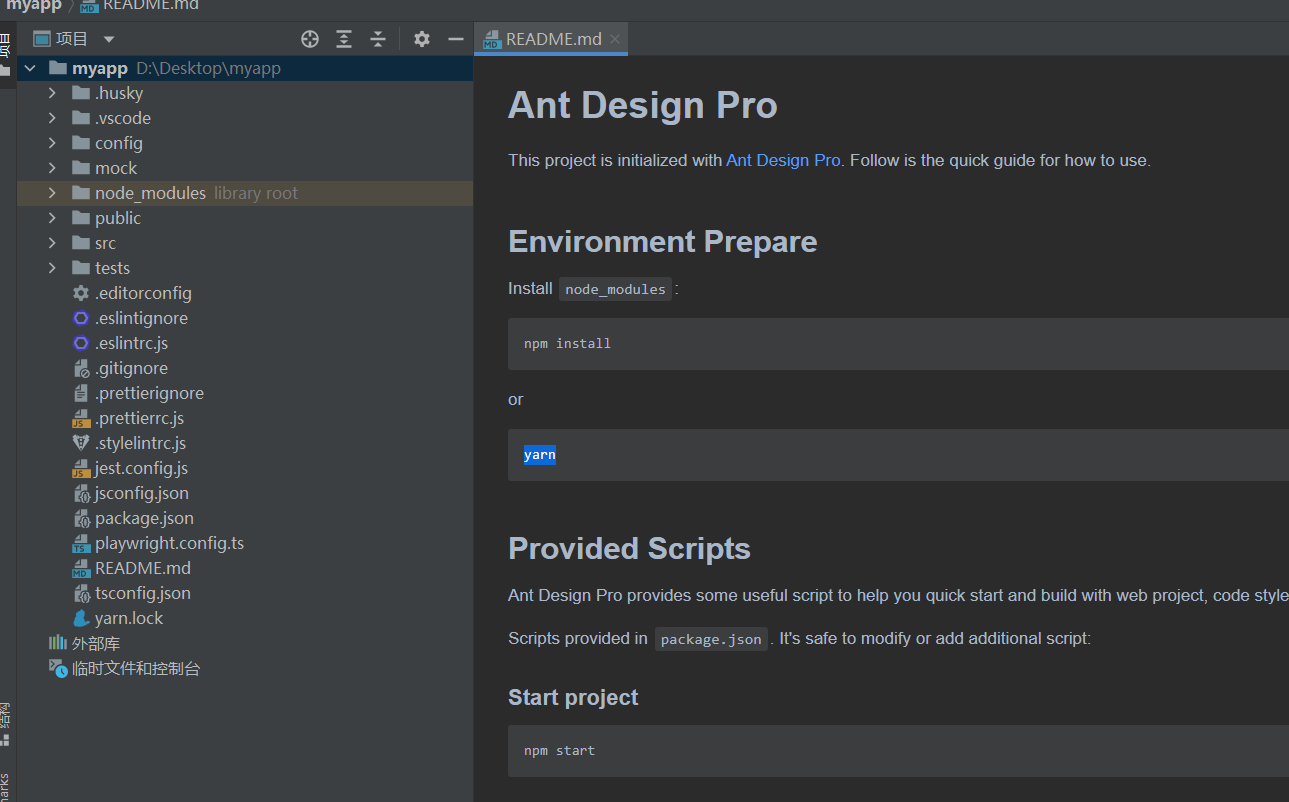 myapp README.md
项目
README.md
项目
myapp D:\Desktop\myapp
.husky
.vscode
config
mock
node_modules library root
public
src
tests
.editorconfig
.eslintignore
.eslintrc.js
.gitignore
.prettierignore
.prettierrc.js
.stylelintrc.js
jest.config.js
jsconfig.json
package.json
playwright.config.ts
README.md
tsconfig.json
yarn.lock
外部库
临时文件和控制台
结构
Ant Design Pro
This project is initialized with Ant Design Pro. Follow is the quick guide for how to use.
Environment Prepare
Install node_modules :
npm install
or
yarn
Provided Scripts
Ant Design Pro provides some useful script to help you quick start and build with web project, code style
Scripts provided in package.json . It's safe to modify or add additional script:
Start project
npm start